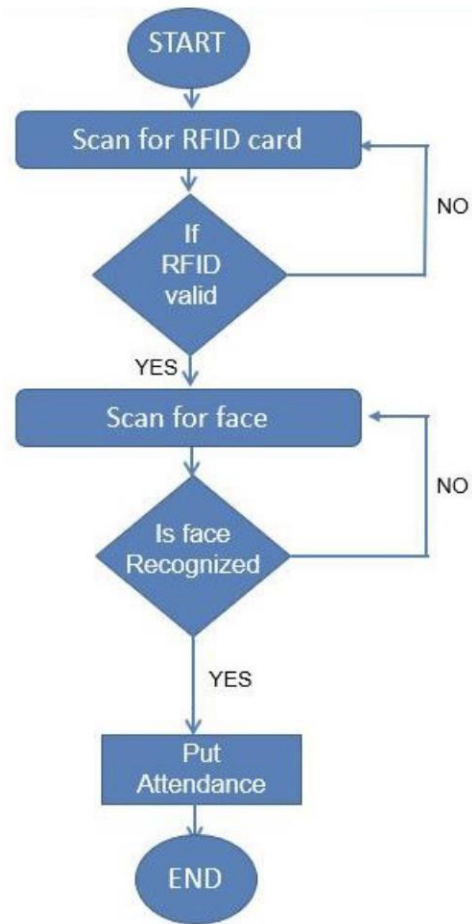 START
Scan for RFID card
NO
If
RFID
valid
YES
Scan for face
NO
Is face
Recognized
YES
Put
Attendance
END